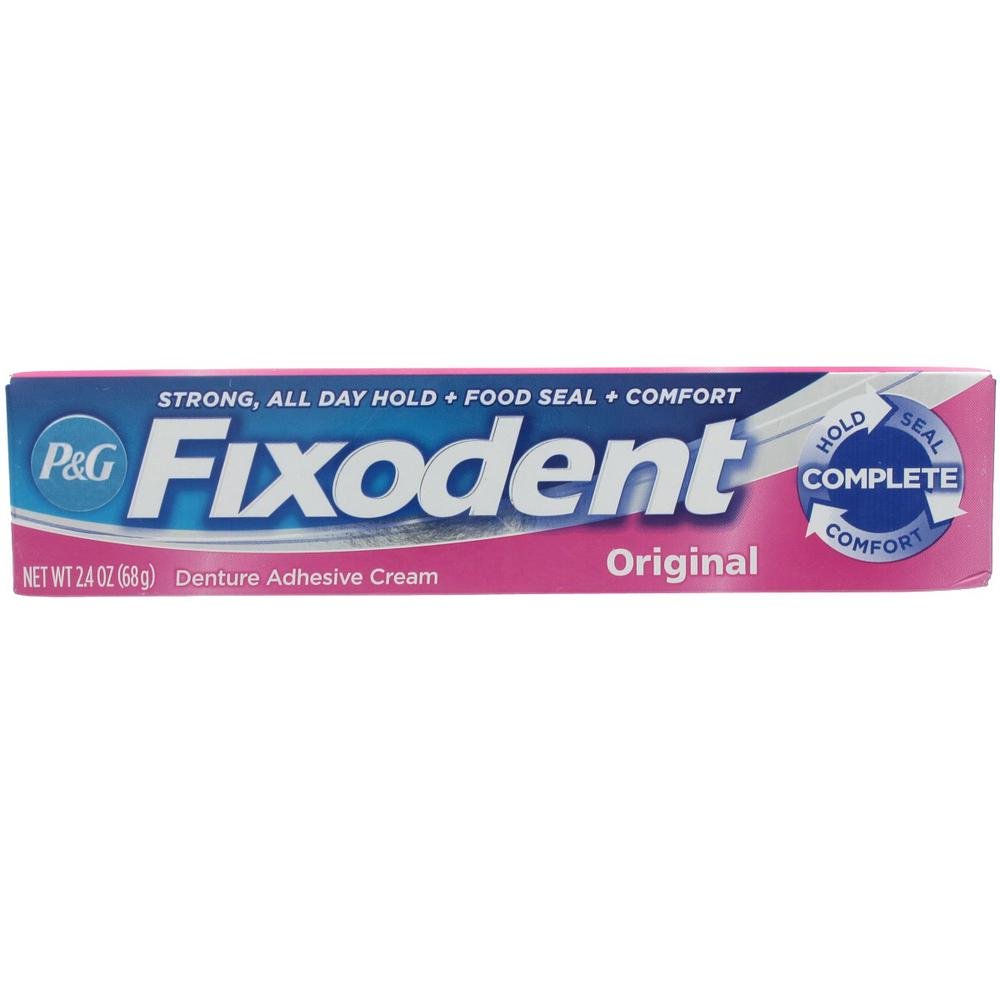 STRONG, ALL DAY HOLD + FOOD SEAL + COMFORT
P&G
Fixodent
HOLD
SEAL
COMPLETE
COMFORT
Original
NET WT 2.4 OZ (68g) Denture Adhesive Cream